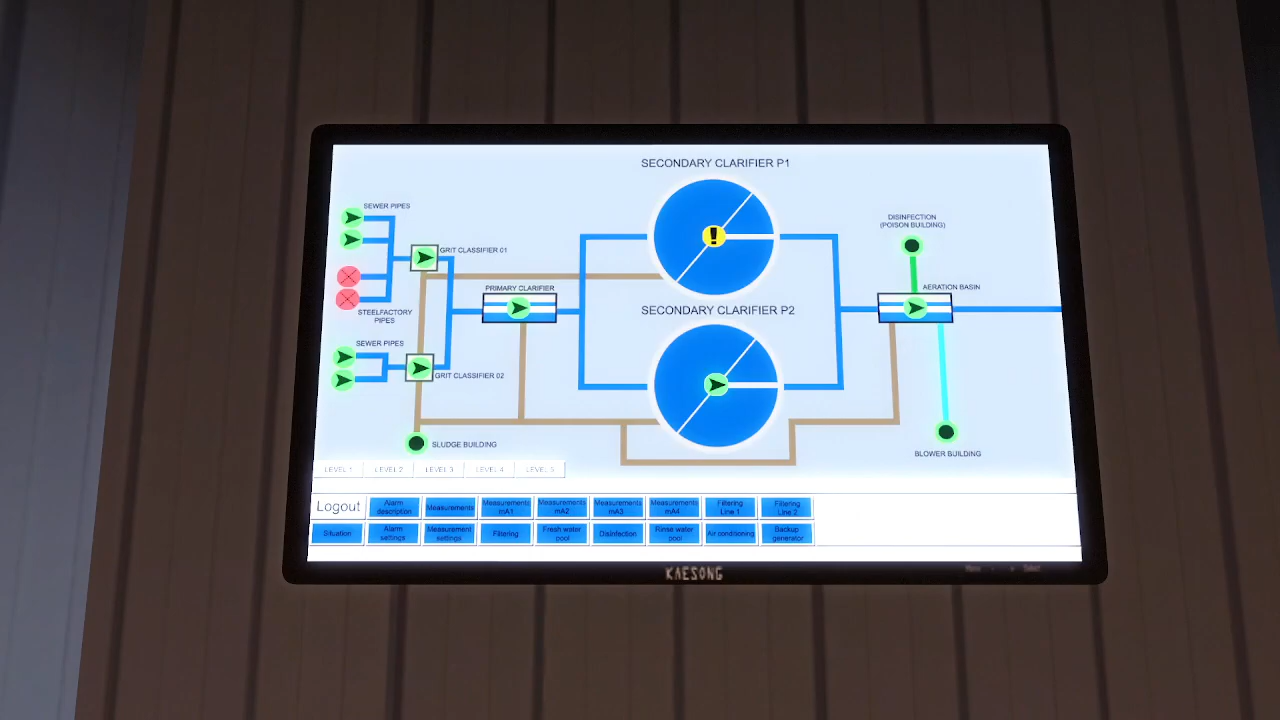 SECONDARY CLARIFIER P1
SEWER PIPES
DISINFECTION
(POISON BUILDING)
GRIT CLASSIFIER 01
PRIMARY CLARIFIER
AERATION BASIN
STEELFACTORY
PIPES
SECONDARY CLARIFIER P2
SEWER PIPES
GRIT CLASSIFIER 02
SLUDGE BUILDING
BLOWER BUILDING
LEVEL 1
LEVEL 2
LEVEL 3
LEVEL 4
LEVEL 5
Logout
Alarm
description
Measurements
Measurements
mA1
Measurements
mA2
Measurements
mA3
Measurements
mA4
Filtering
Line 1
Filtering
Line 2
Situation
Alarm
settings
Measurement
settings
Filtering
Fresh water
pool
Disinfection
Rinse water
pool
Air conditioning
Backup
generator
KAESONG
Menu - + Select